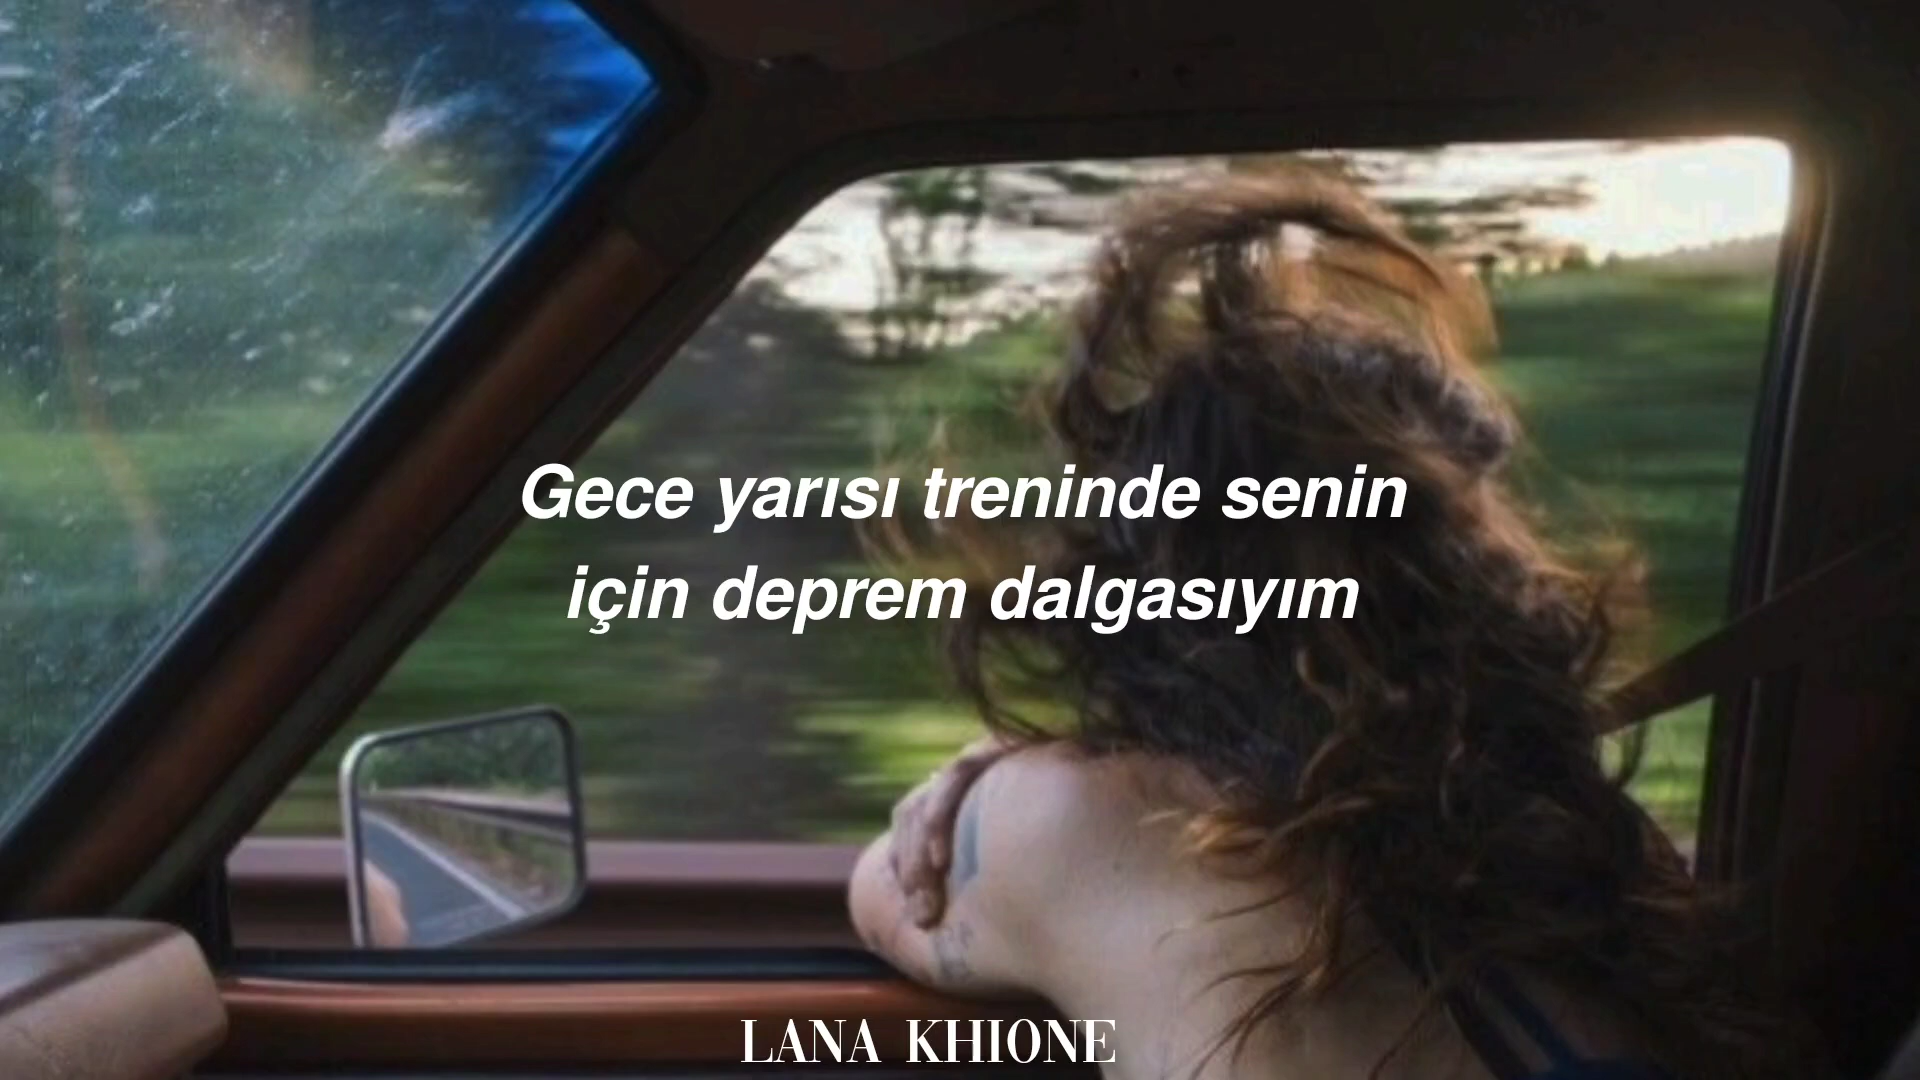 Gece yarısı treninde senin
için deprem dalgasıyım
LANA KHIONE